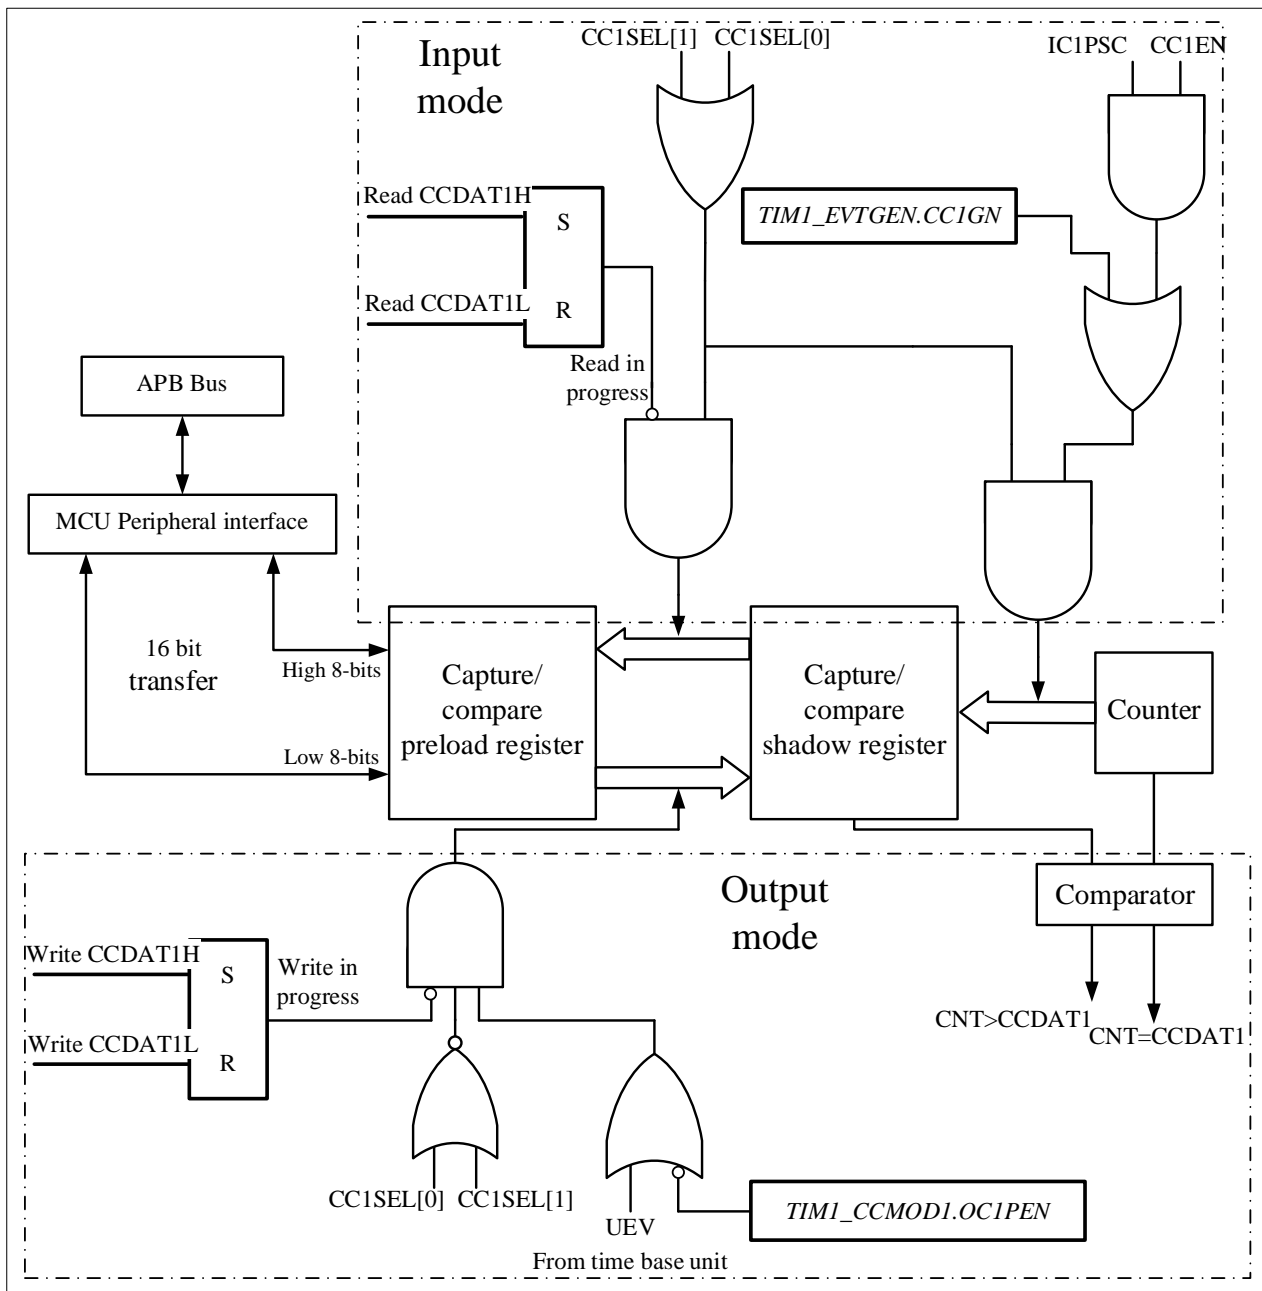 Input
mode
CC1SEL[1] CC1SEL[0]
IC1PSC CC1EN
Read CCDAT1H
S
TIM1_EVTGEN.CC1GN
Read CCDAT1L
R
Read in
progress
APB Bus
MCU Peripheral interface
16 bit
transfer
High 8-bits
Low 8-bits
Capture/
compare
preload register
Capture/
compare
shadow register
Counter
Output
mode
Comparator
Write CCDAT1H
S
Write in
progress
Write CCDAT1L
R
CNT>CCDAT1
CNT=CCDAT1
CC1SEL[0] CC1SEL[1]
UEV
TIM1_CCMOD1.OC1PEN
From time base unit